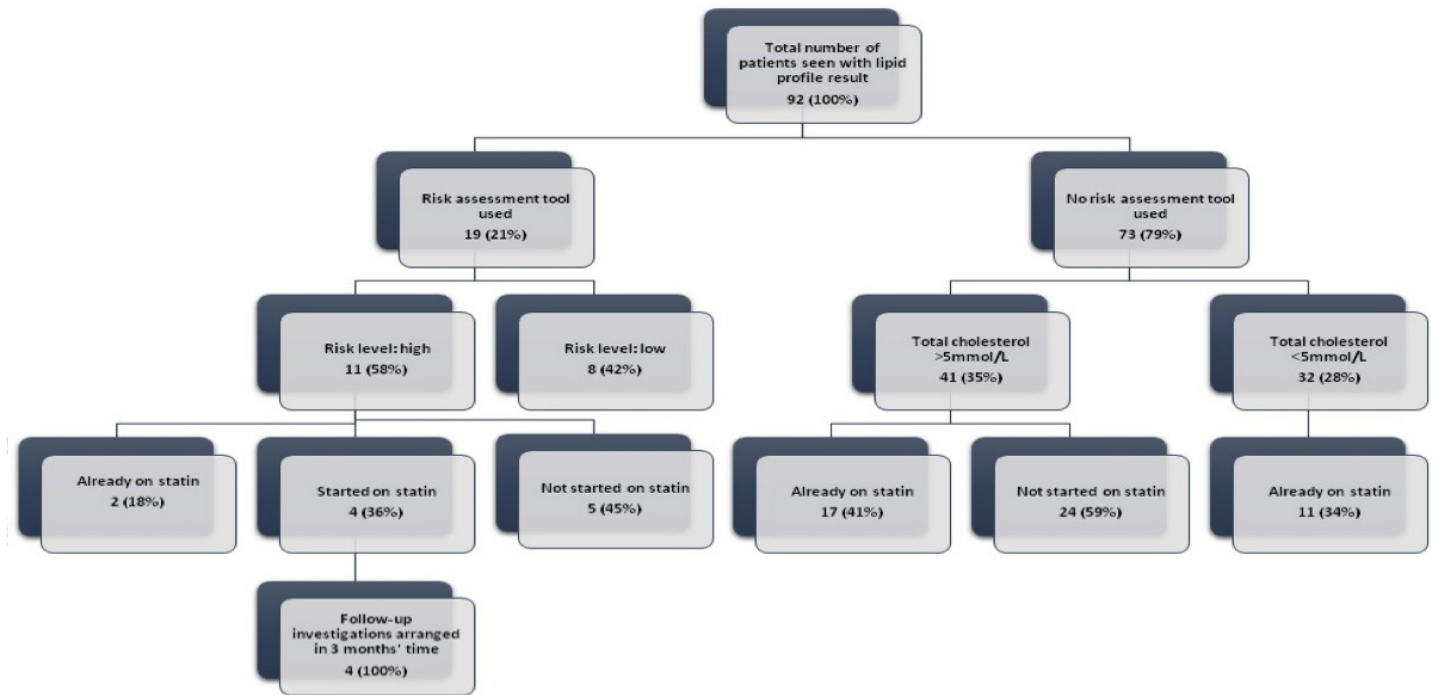 Total number of
patients seen with lipid
profile result
92 (100%)
Risk assessment tool
used
19 (21%)
No risk assessment tool
used
73 (79%)
Risk level: high
11 (58%)
Risk level: low
8 (42%)
Total cholesterol
>5mmol/L
41 (35%)
Total cholesterol
<5mmol/L
32 (28%)
Already on statin
2 (18%)
Started on statin
4 (36%)
Not started on statin
5 (45%)
Already on statin
17 (41%)
Not started on statin
24 (59%)
Already on statin
11 (34%)
Follow-up
investigations arranged
in 3 months' time
4 (100%)